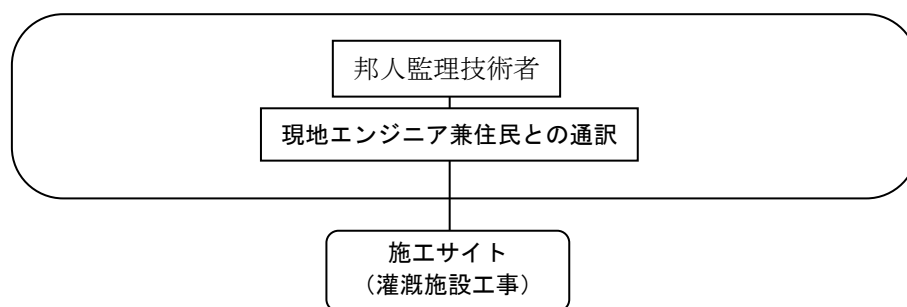 邦人監理技術者
現地エンジニア兼住民との通訳
施工サイト
（灌漑施設工事）